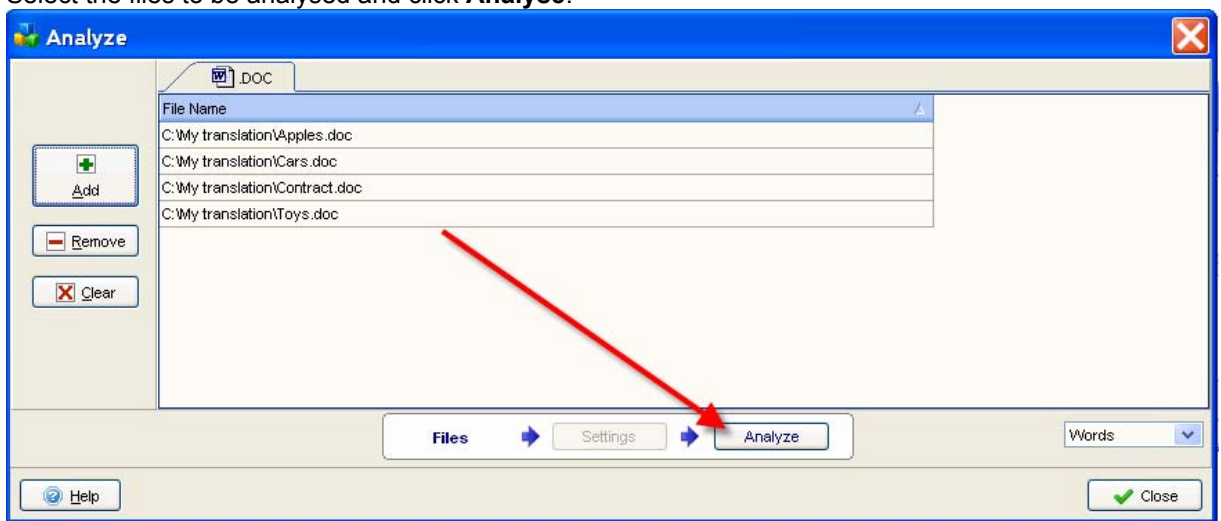 Select the files to be analysed and click Analyse.
Analyze
.DOC
File Name
C:\My translation\Apples.doc
C:\My translation\Cars.doc
C:\My translation\Contract.doc
C:\My translation\Toys.doc
Add
Remove
Clear
Files Settings Analyze Words
Help Close